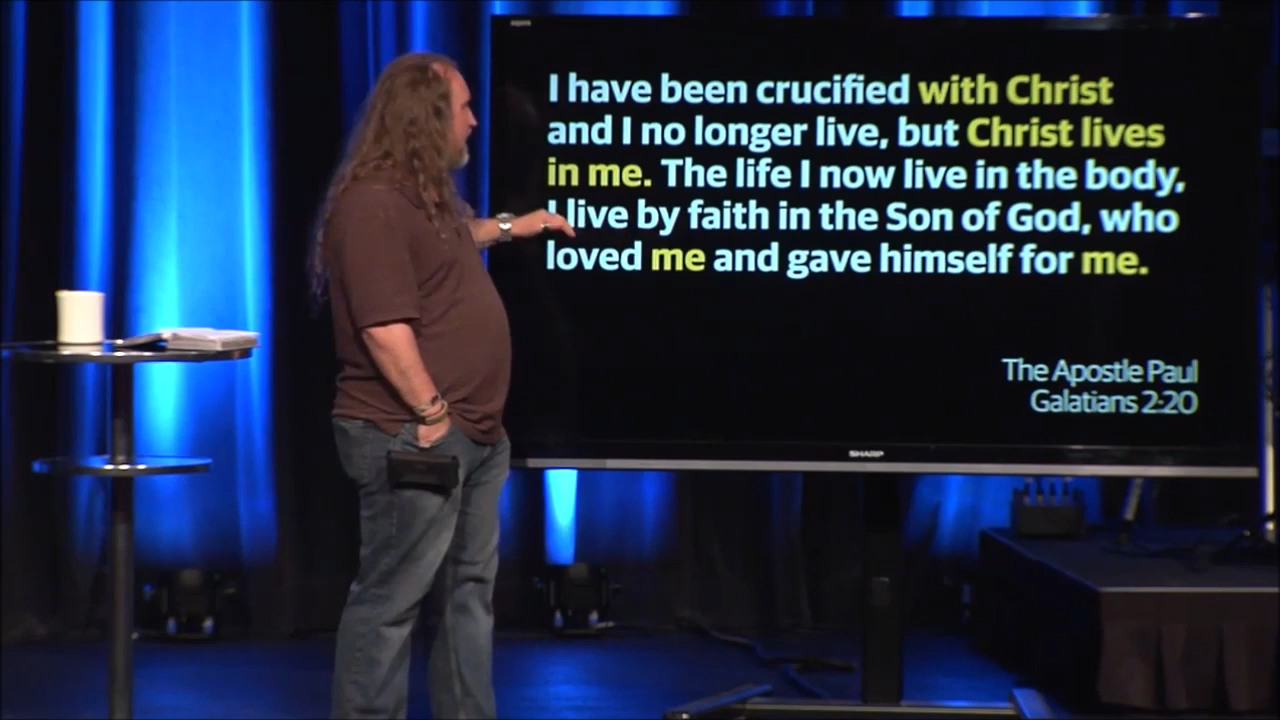 I have been crucified with Christ
and I no longer live, but Christ lives
in me. The life I now live in the body,
I live by faith in the Son of God, who
loved me and gave himself for me.
The Apostle Paul
Galatians 2:20
SHARP